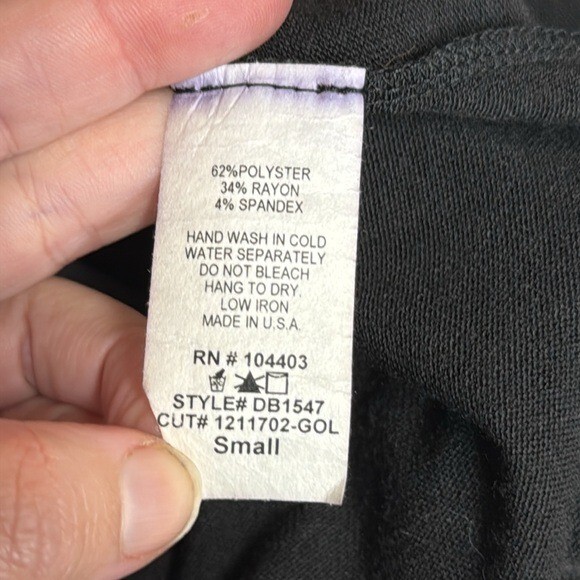 62%POLYSTER
34% RAYON
4% SPANDEX
HAND WASH IN COLD
WATER SEPARATELY
DO NOT BLEACH
HANG TO DRY.
LOW IRON
MADE IN U.S.A.
RN # 104403
STYLE# DB1547
CUT# 1211702-GOL
Small